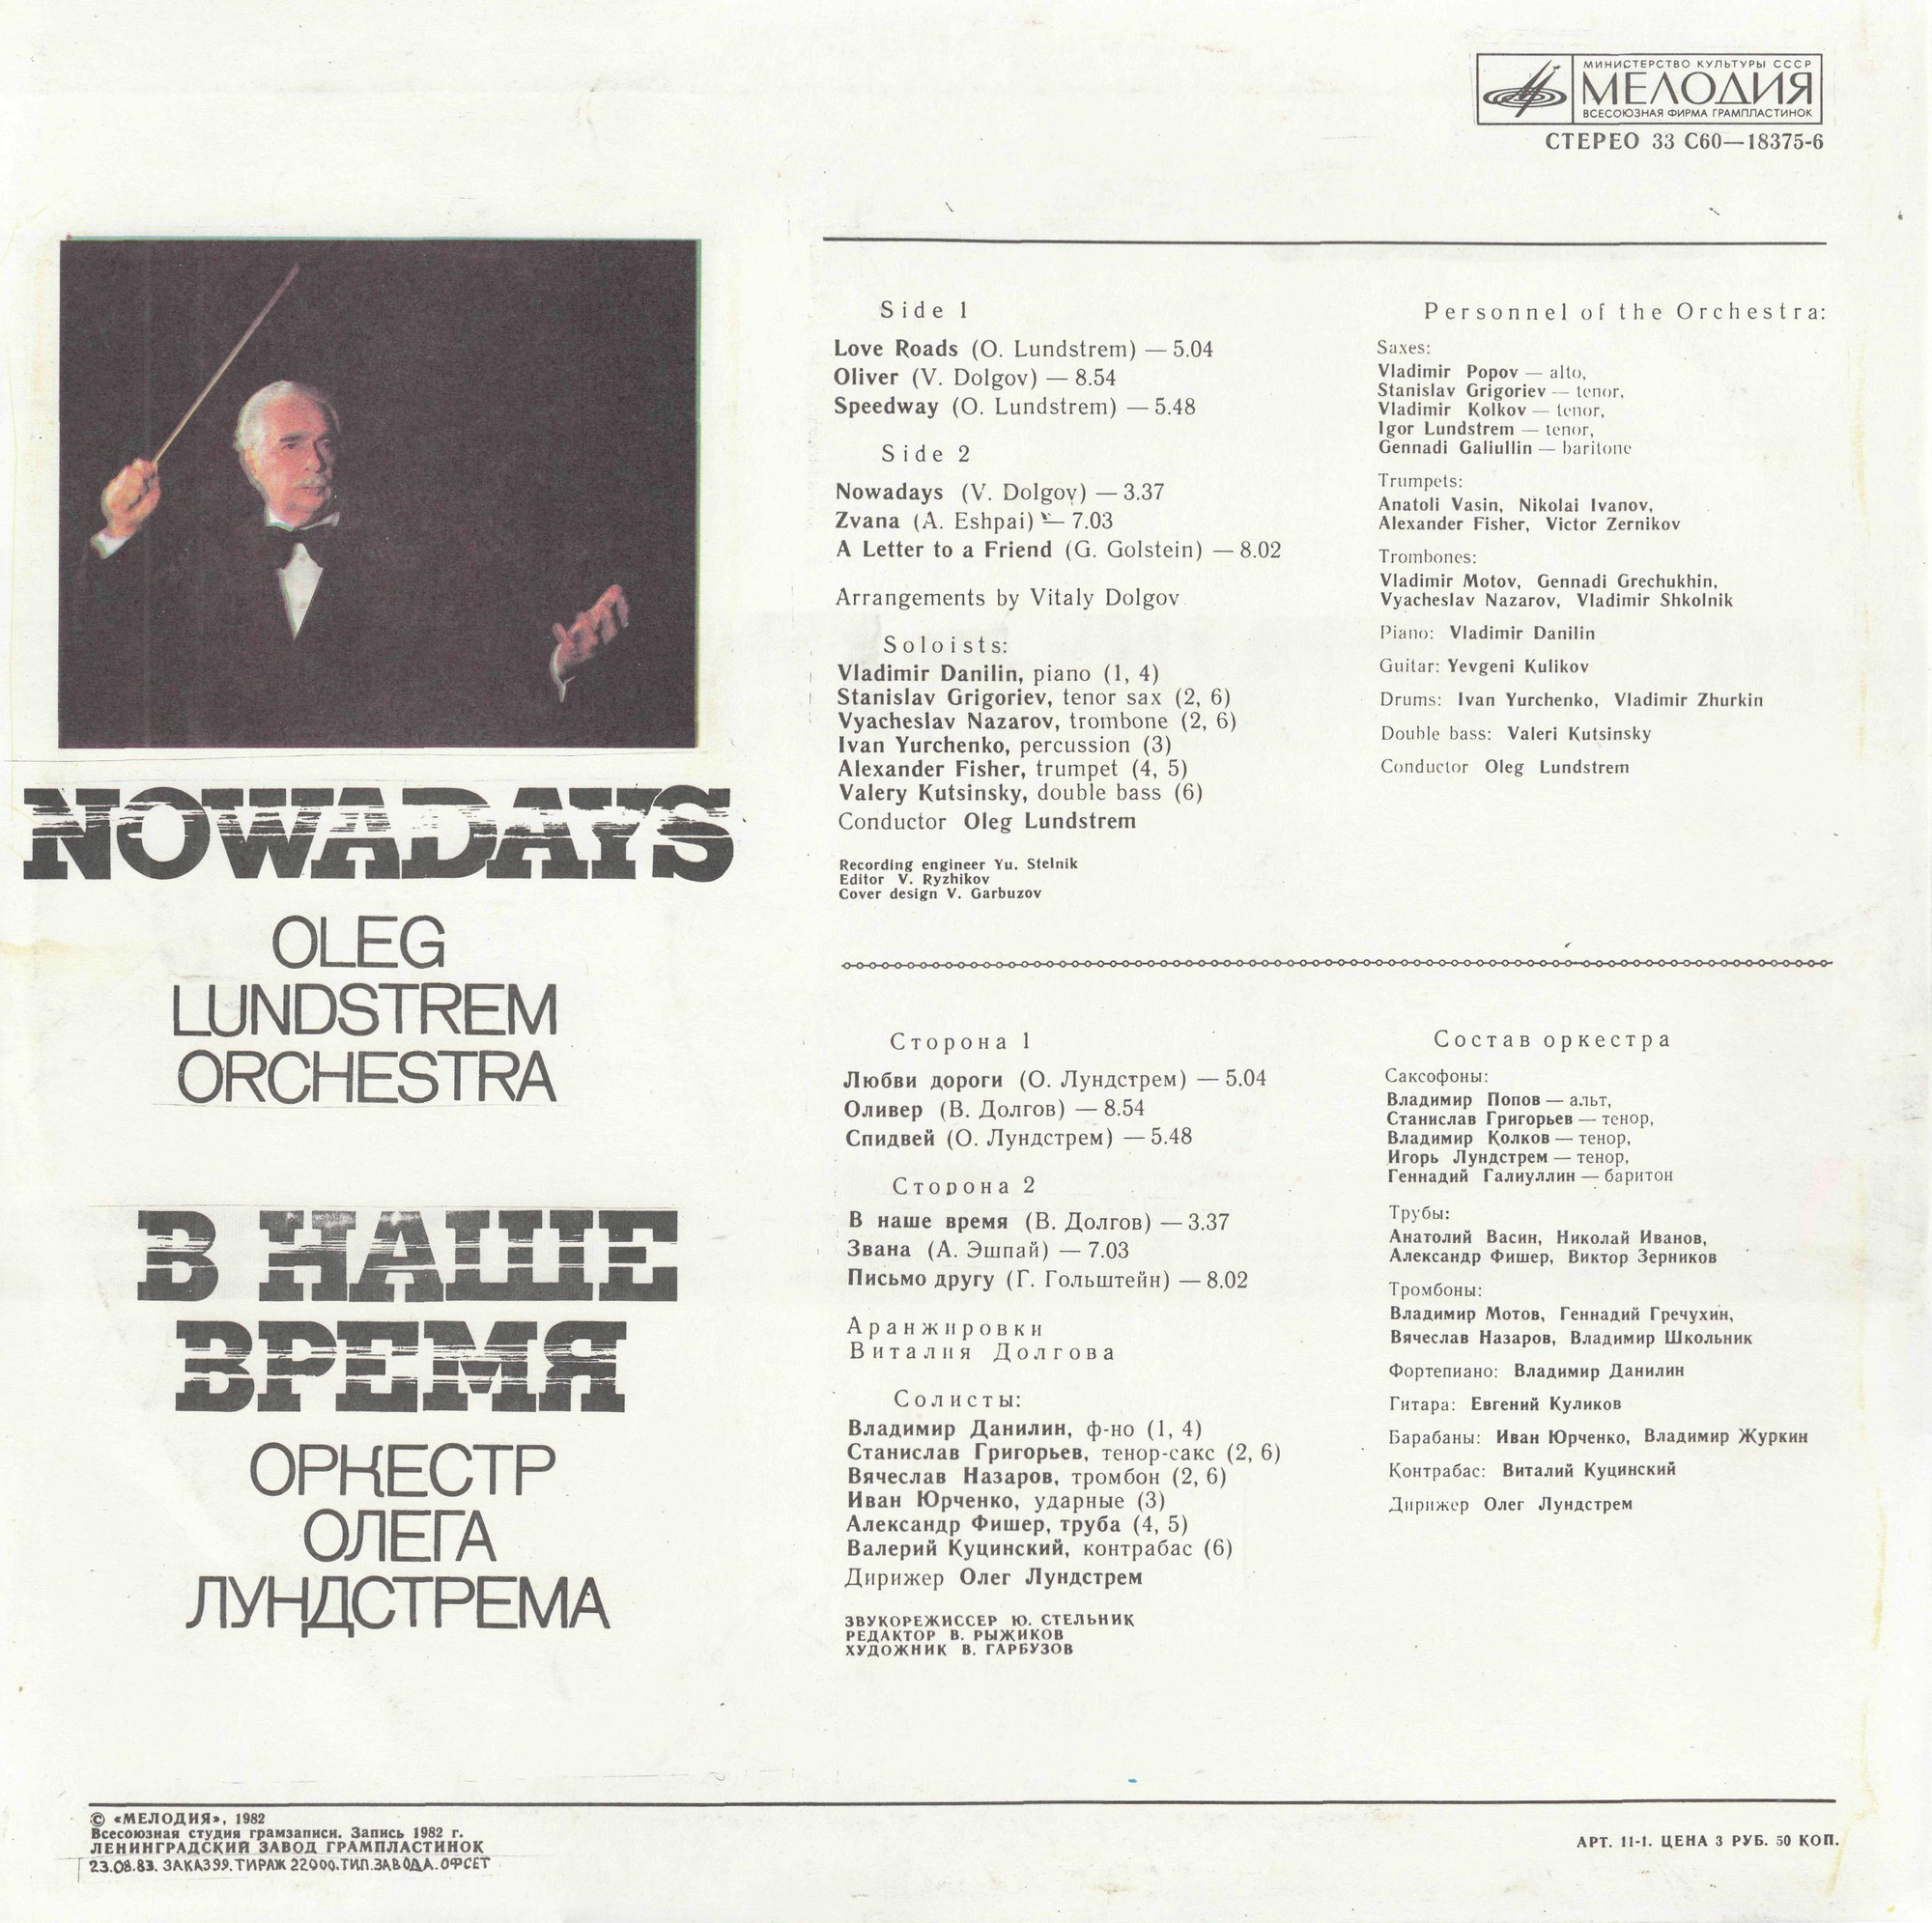 МИНИСТЕРСТВО КУЛЬТУРЫ СССР
МЕЛОДИЯ
ВСЕСОЮЗНАЯ ФИРМА ГРАМПЛАСТИНОК
СТЕРЕО 33 С60—18375-6
NOWADAYS
OLEG
LUNDSTREM
ORCHESTRA
В НАШЕ
ВРЕМЯ
ОРКЕСТР
ОЛЕГА
ЛУНДСТРЕМА
Side 1
Love Roads (O. Lundstrem) — 5.04
Oliver (V. Dolgov) — 8.54
Speedway (O. Lundstrem) — 5.48
Side 2
Nowadays (V. Dolgov) — 3.37
Zvana (A. Eshpai) — 7.03
A Letter to a Friend (G. Golstein) — 8.02
Arrangements by Vitaly Dolgov
Soloists:
Vladimir Danilin, piano (1, 4)
Stanislav Grigoriev, tenor sax (2, 6)
Vyacheslav Nazarov, trombone (2, 6)
Ivan Yurchenko, percussion (3)
Alexander Fisher, trumpet (4, 5)
Valery Kutsinsky, double bass (6)
Conductor Oleg Lundstrem
Recording engineer Yu. Stelnik
Editor V. Ryzhikov
Cover design V. Garbuzov
Personnel of the Orchestra:
Saxes:
Vladimir Popov — alto,
Stanislav Grigoriev — tenor,
Vladimir Kolkov — tenor,
Igor Lundstrem — tenor,
Gennadi Galiullin — baritone
Trumpets:
Anatoli Vasin, Nikolai Ivanov,
Alexander Fisher, Victor Zernikov
Trombones:
Vladimir Motov, Gennadi Grechukhin,
Vyacheslav Nazarov, Vladimir Shkolnik
Piano: Vladimir Danilin
Guitar: Yevgeni Kulikov
Drums: Ivan Yurchenko, Vladimir Zhurkin
Double bass: Valeri Kutsinsky
Conductor Oleg Lundstrem
Сторона 1
Любви дороги (О. Лундстрем) — 5.04
Оливер (В. Долгов) — 8.54
Спидвей (О. Лундстрем) — 5.48
Сторона 2
В наше время (В. Долгов) — 3.37
Звана (А. Эшпай) — 7.03
Письмо другу (Г. Гольштейн) — 8.02
Аранжировки
Виталия Долгова
Солисты:
Владимир Данилин, ф-но (1, 4)
Станислав Григорьев, тенор-сакс (2, 6)
Вячеслав Назаров, тромбон (2, 6)
Иван Юрченко, ударные (3)
Александр Фишер, труба (4, 5)
Валерий Куцинский, контрабас (6)
Дирижер Олег Лундстрем
ЗВУКОРЕЖИССЕР Ю. СТЕЛЬНИК
РЕДАКТОР В. РЫЖИКОВ
ХУДОЖНИК В. ГАРБУЗОВ
Состав оркестра
Саксофоны:
Владимир Попов — альт,
Станислав Григорьев — тенор,
Владимир Колков — тенор,
Игорь Лундстрем — тенор,
Геннадий Галиуллин — баритон
Трубы:
Анатолий Васин, Николай Иванов,
Александр Фишер, Виктор Зерников
Тромбоны:
Владимир Мотов, Геннадий Гречухин,
Вячеслав Назаров, Владимир Школьник
Фортепиано: Владимир Данилин
Гитара: Евгений Куликов
Барабаны: Иван Юрченко, Владимир Журкин
Контрабас: Виталий Куцинский
Дирижер Олег Лундстрем
© «МЕЛОДИЯ», 1982
Всесоюзная студия грамзаписи. Запись 1982 г.
ЛЕНИНГРАДСКИЙ ЗАВОД ГРАМПЛАСТИНОК
23.08.83. ЗАКАЗ99. ТИРАЖ 22000. ТИП. ЗАВОДА. ОФСЕТ
АРТ. 11-1. ЦЕНА 3 РУБ. 50 КОП.